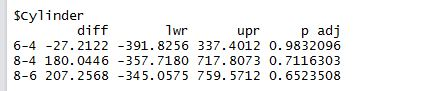 $Cylinder
diff lwr upr p adj
6-4 -27.2122 -391.8256 337.4012 0.9832096
8-4 180.0446 -357.7180 717.8073 0.7116303
8-6 207.2568 -345.0575 759.5712 0.6523508